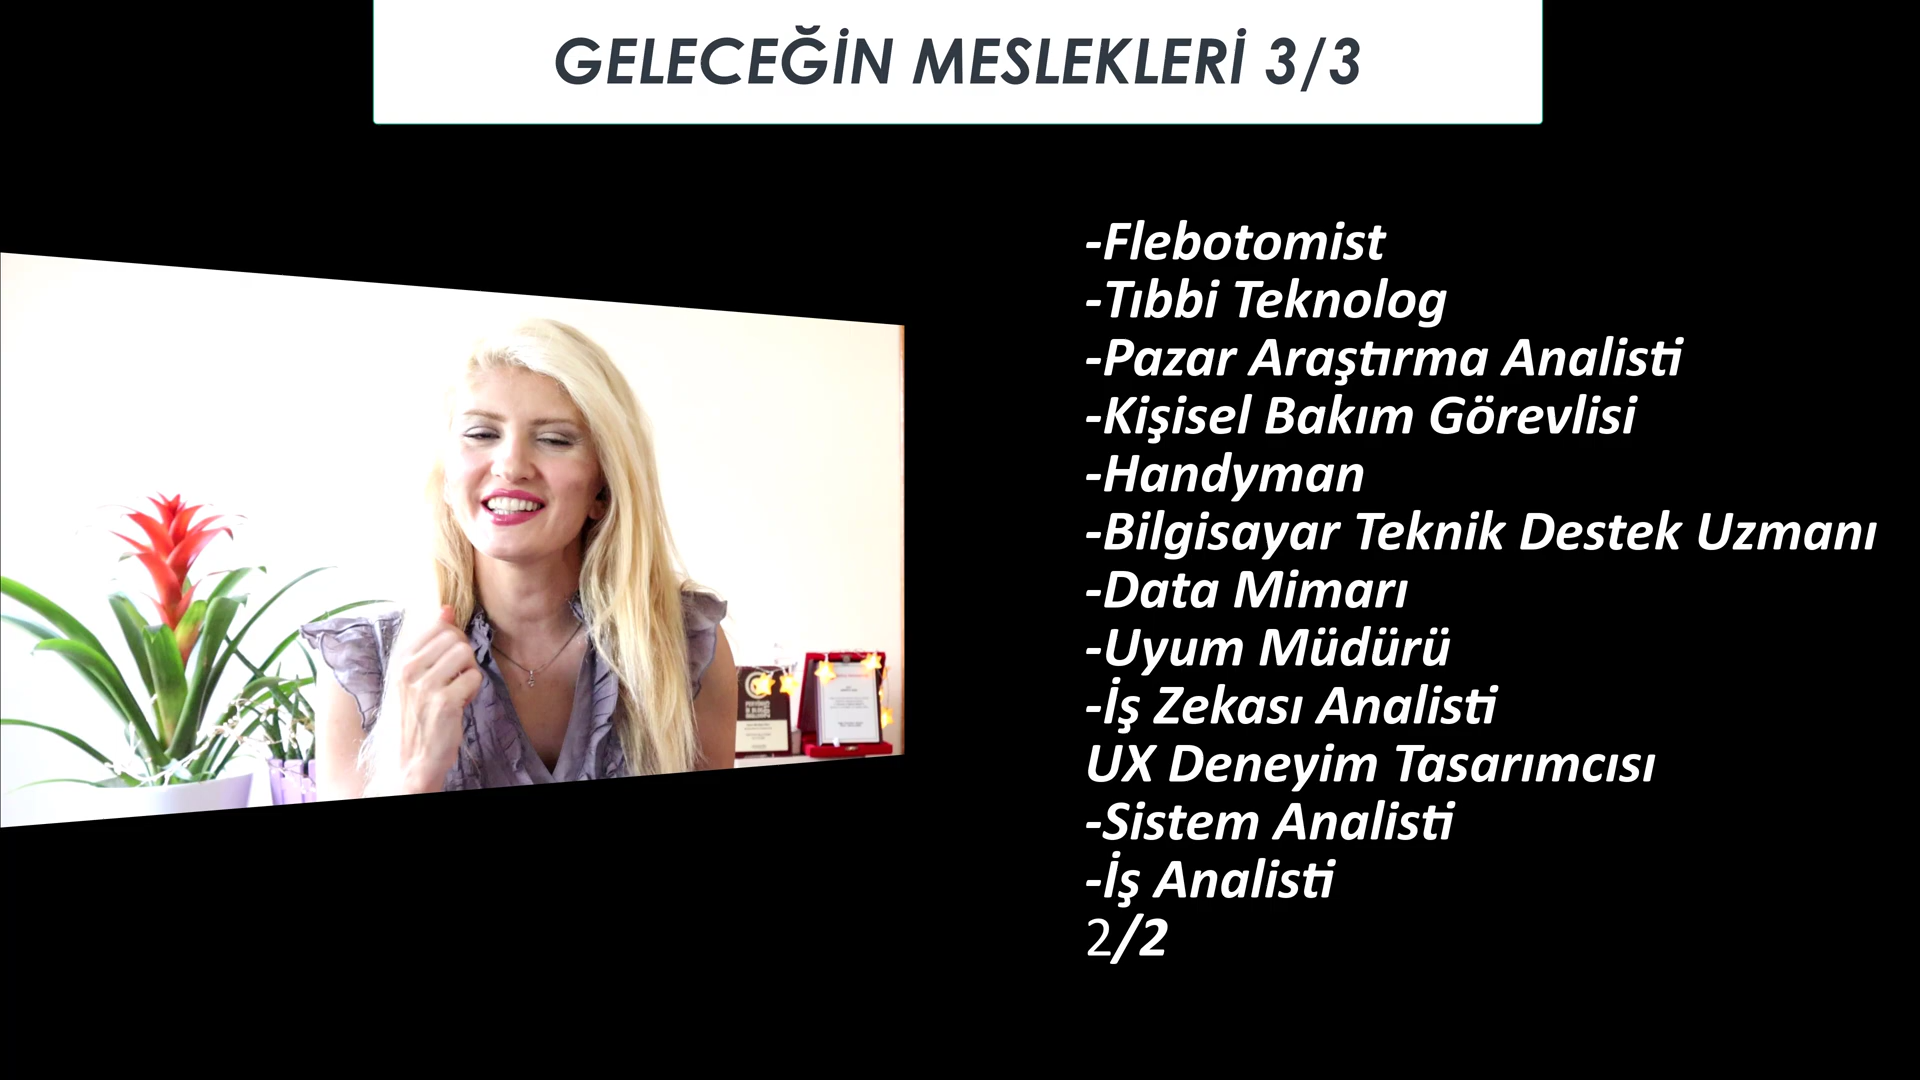 GELECEĞİN MESLEKLERİ 3/3
-Flebotomist
-Tıbbi Teknolog
-Pazar Araştırma Analisti
-Kişisel Bakım Görevlisi
-Handyman
-Bilgisayar Teknik Destek Uzmanı
-Data Mimarı
-Uyum Müdürü
-İş Zekası Analisti
UX Deneyim Tasarımcısı
-Sistem Analisti
-İş Analisti
2/2